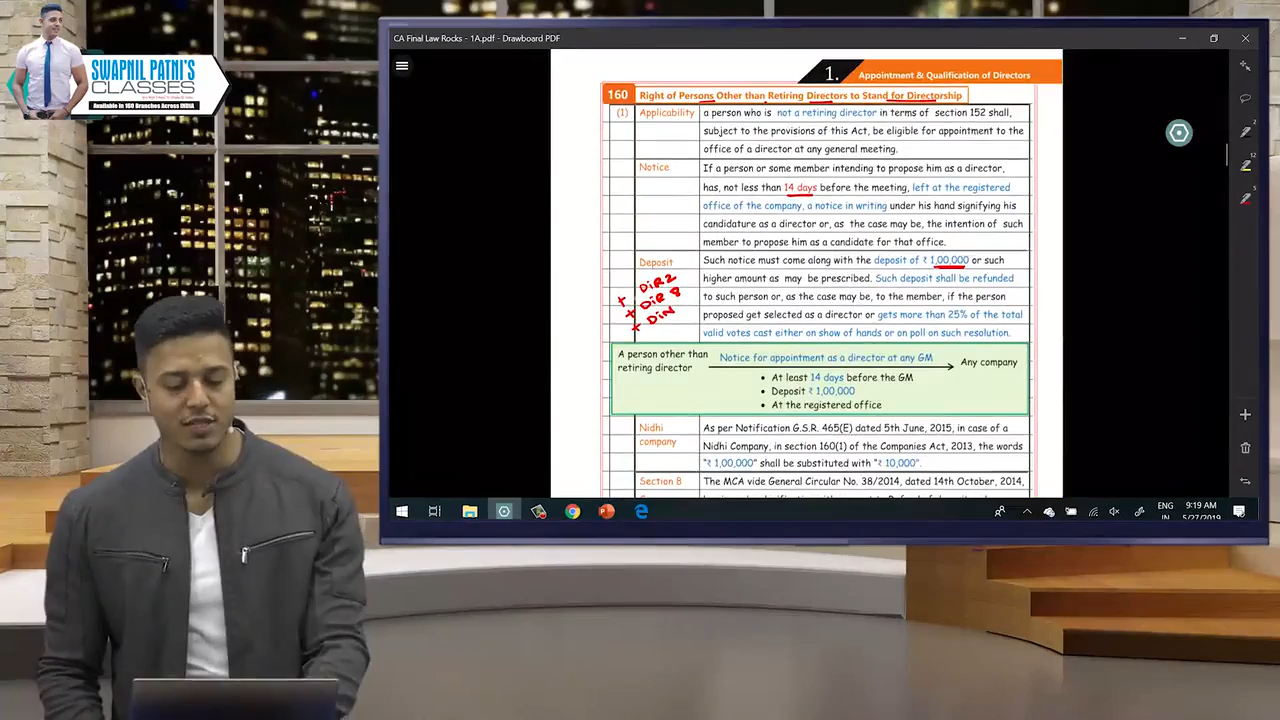 SWAPNIL PATNI'S
CLASSES
Available in 160 Branches Across INDIA
CA Final Law Rocks - 1A.pdf - Drawboard PDF
1. Appointment & Qualification of Directors
160 Right of Persons Other than Retiring Directors to Stand for Directorship
(1) Applicability a person who is not a retiring director in terms of section 152 shall,
subject to the provisions of this Act, be eligible for appointment to the
office of a director at any general meeting.
Notice If a person or some member intending to propose him as a director,
has, not less than 14 days before the meeting, left at the registered
office of the company, a notice in writing under his hand signifying his
candidature as a director or, as the case may be, the intention of such
member to propose him as a candidate for that office.
Deposit Such notice must come along with the deposit of ₹ 1,00,000 or such
higher amount as may be prescribed. Such deposit shall be refunded
to such person or, as the case may be, to the member, if the person
proposed get selected as a director or gets more than 25% of the total
valid votes cast either on show of hands or on poll on such resolution.
+ DiR2
+ DiR 8
+ DiN
A person other than
retiring director
Notice for appointment as a director at any GM
Any company
• At least 14 days before the GM
• Deposit ₹ 1,00,000
• At the registered office
Nidhi
company
As per Notification G.S.R. 465(E) dated 5th June, 2015, in case of a
Nidhi Company, in section 160(1) of the Companies Act, 2013, the words
"₹ 1,00,000" shall be substituted with "₹ 10,000".
Section 8 The MCA vide General Circular No. 38/2014, dated 14th October, 2014,
ENG
IN
9:19 AM
5/27/2019